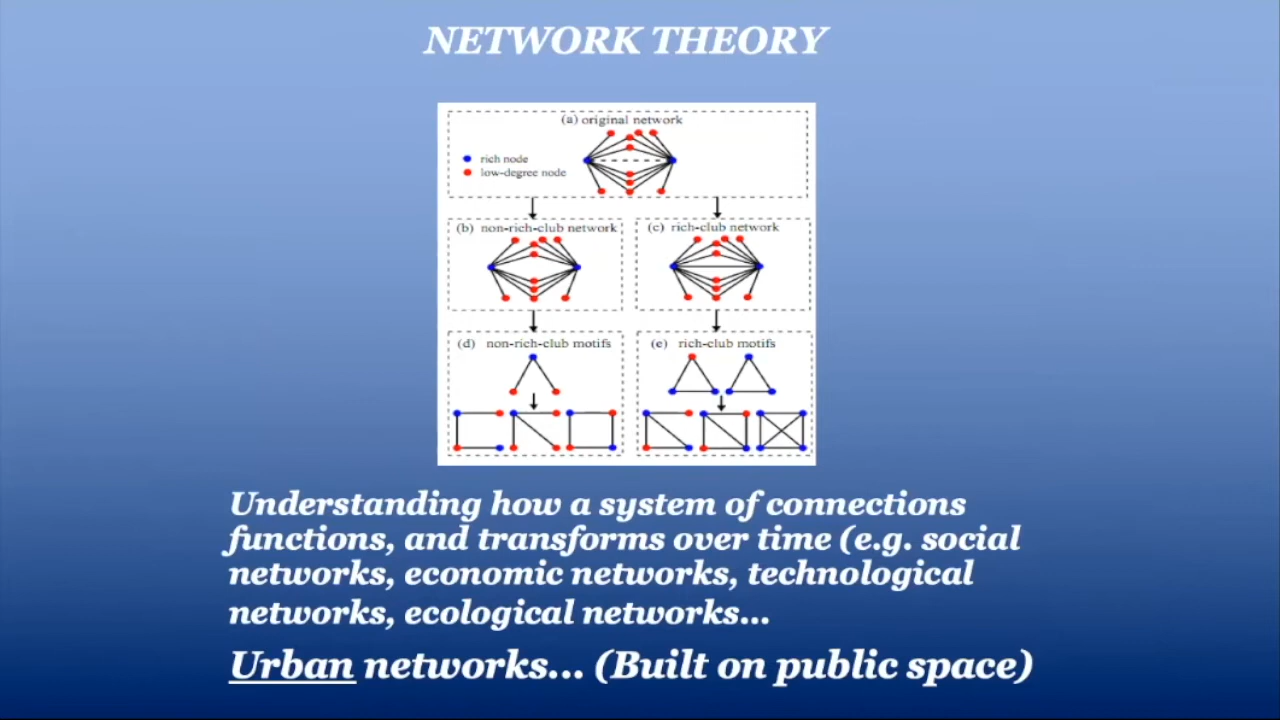 NETWORK THEORY
(a) original network
rich node
low-degree node
(b) non-rich-club network
(c) rich-club network
(d) non-rich-club motifs
(e) rich-club motifs
Understanding how a system of connections
functions, and transforms over time (e.g. social
networks, economic networks, technological
networks, ecological networks...
Urban networks... (Built on public space)